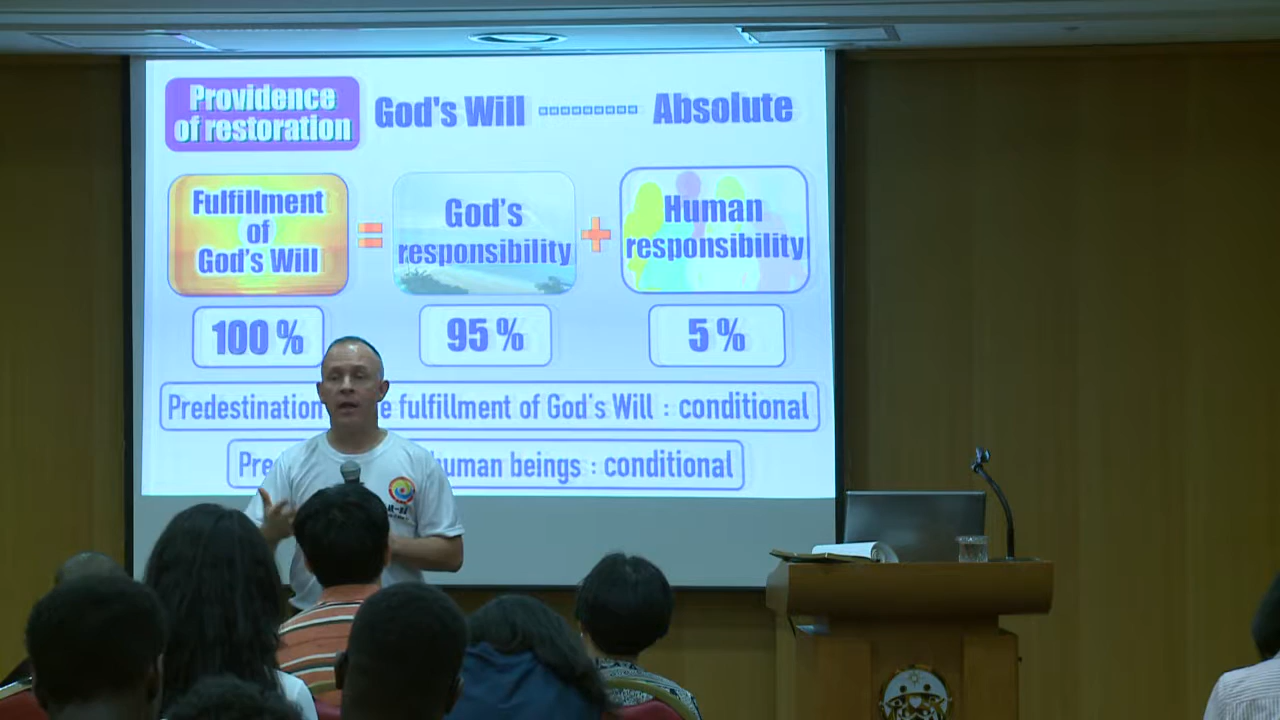 Providence
of restoration
God's Will ---------- Absolute
Fulfillment
of
God's Will
=
God's
responsibility
+
Human
responsibility
100 %
95 %
5 %
Predestination e fulfillment of God's Will : conditional
Pre human beings : conditional